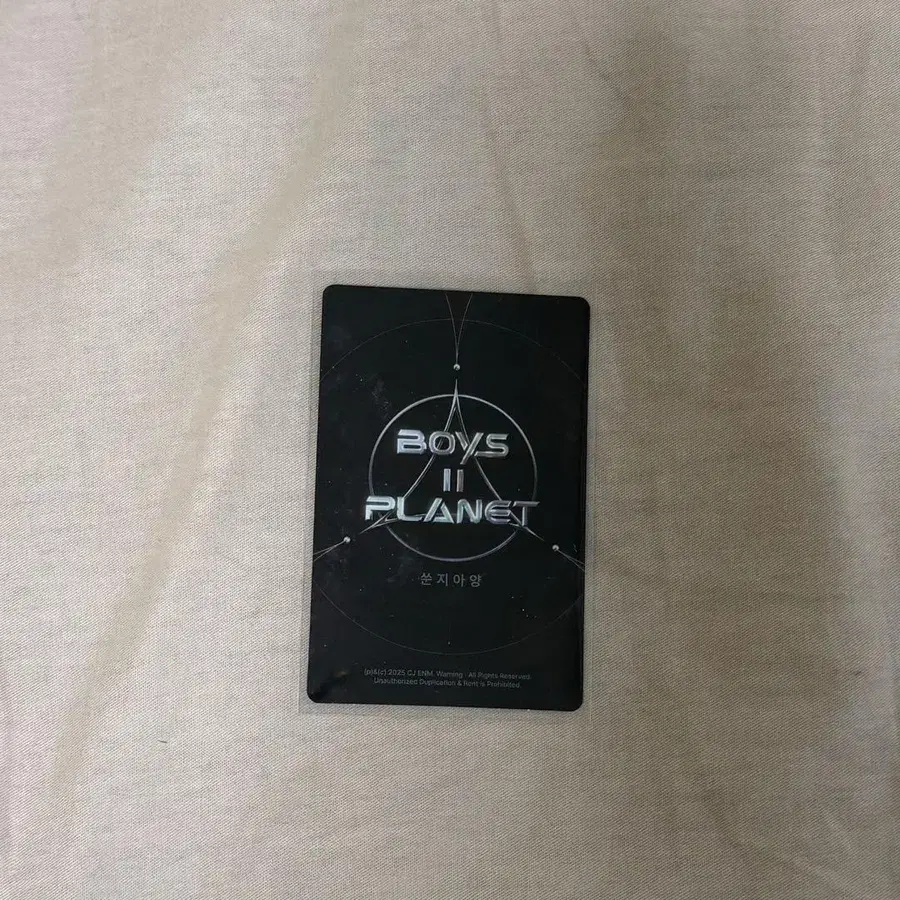 BOYS
II
PLANET
쑨지아양
(p)&(c) 2025 CJ ENM. Warning : All Rights Reserved.
Unauthorized Duplication & Rent is Prohibited.